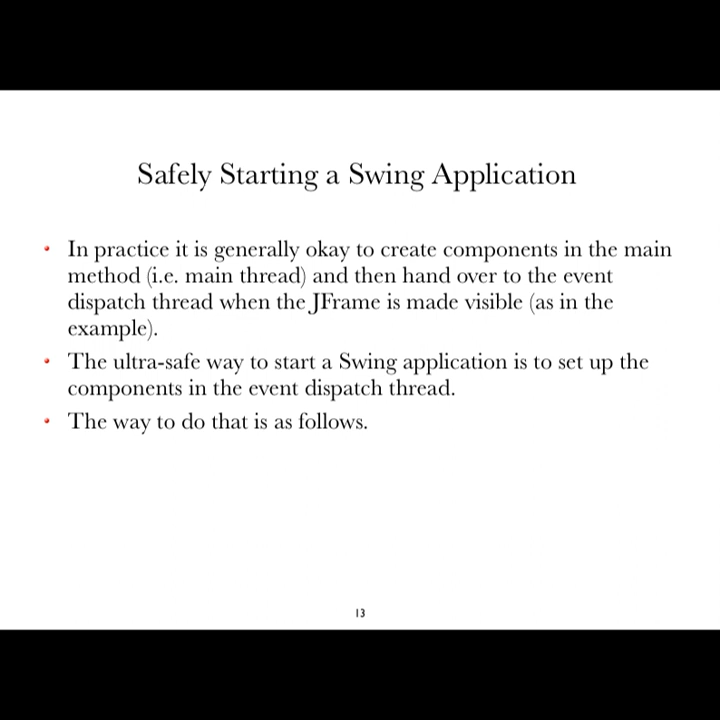 Safely Starting a Swing Application
• In practice it is generally okay to create components in the main
method (i.e. main thread) and then hand over to the event
dispatch thread when the JFrame is made visible (as in the
example).
• The ultra-safe way to start a Swing application is to set up the
components in the event dispatch thread.
• The way to do that is as follows.
13